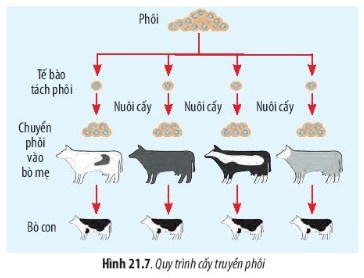 Phôi
Tế bào
tách phôi
Nuôi cấy
Nuôi cấy
Nuôi cấy
Chuyển
phôi
vào
bò mẹ
Bò con
Hình 21.7. Quy trình cấy truyền phôi